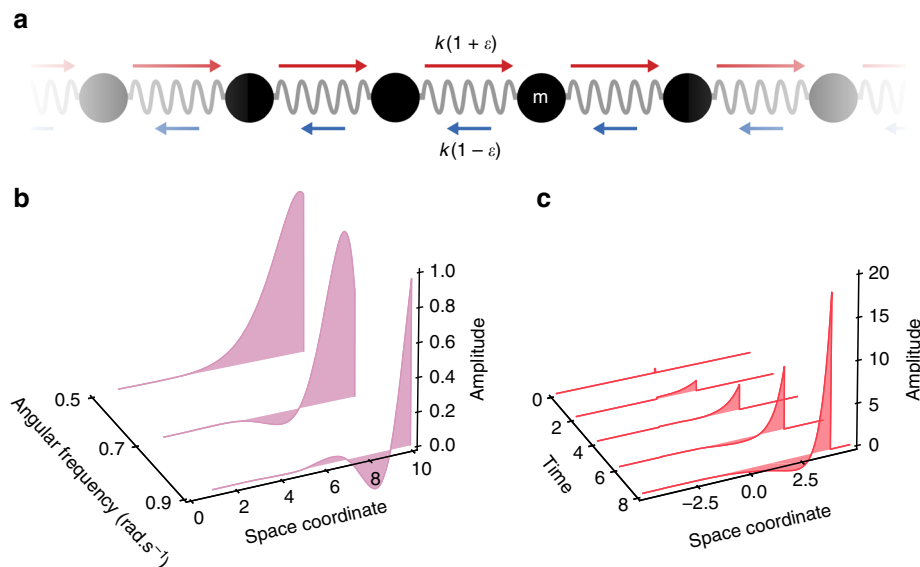 a
k(1 + ε)
m
k(1 − ε)
b
c
1.0
0.8
0.6
0.4
0.2
0.0
Amplitude
0.5
0.7
0.9
Angular frequency (rad.s⁻¹)
0
2
4
6
8
10
Space coordinate
20
15
10
5
0
Amplitude
0
2
4
6
8
Time
−2.5
0.0
2.5
Space coordinate